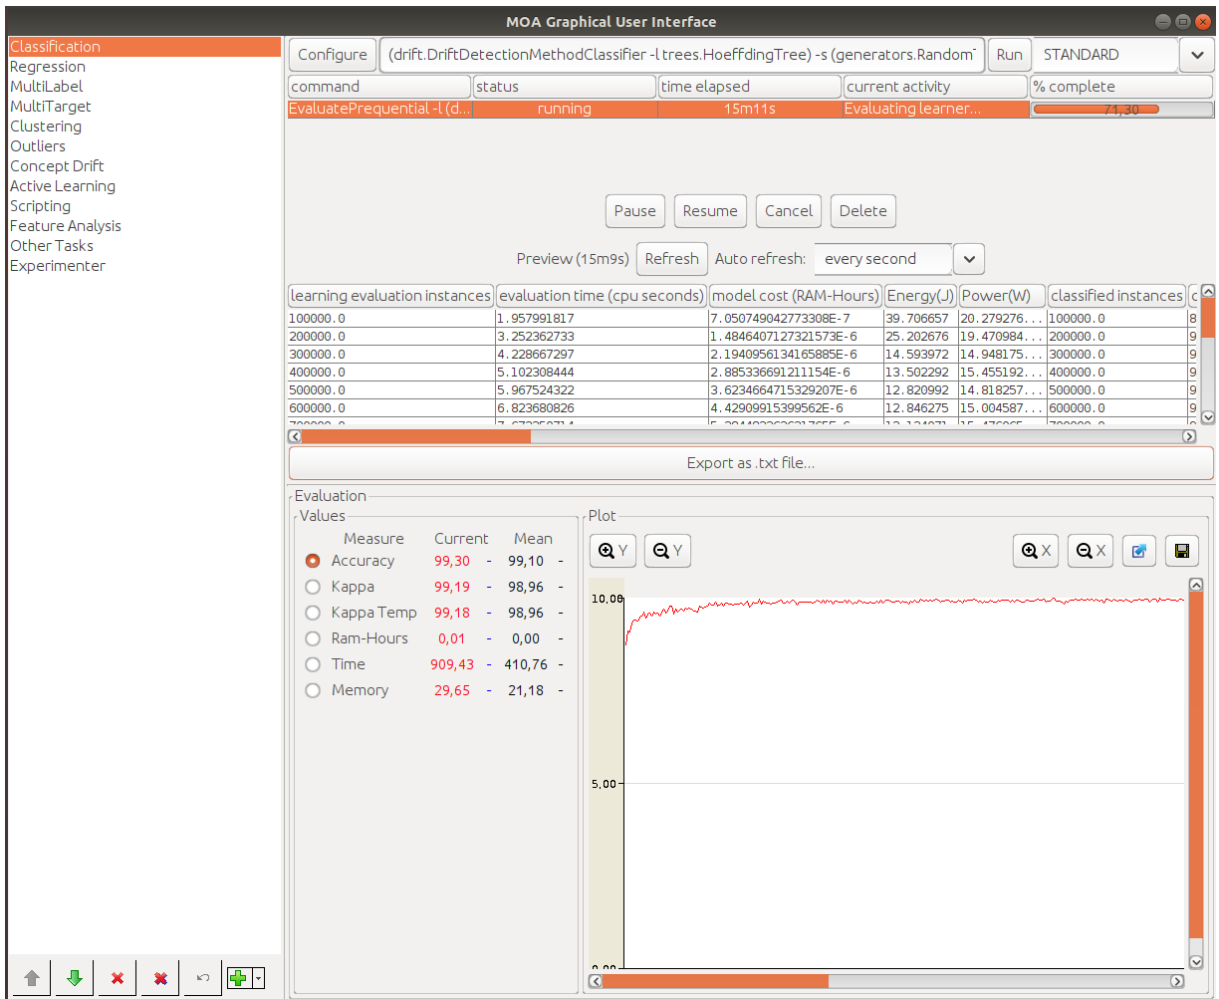 MOA Graphical User Interface
Classification
Regression
MultiLabel
MultiTarget
Clustering
Outliers
Concept Drift
Active Learning
Scripting
Feature Analysis
Other Tasks
Experimenter
Configure (drift.DriftDetectionMethodClassifier -l trees.HoeffdingTree) -s (generators.Random Run STANDARD
command status time elapsed current activity % complete
EvaluatePrequential -l (d... running 15m11s Evaluating learner... 71,30
Pause Resume Cancel Delete
Preview (15m9s) Refresh Auto refresh: every second
learning evaluation instances evaluation time (cpu seconds) model cost (RAM-Hours) Energy(J) Power(W) classified instances
100000.0 1.957991817 7.050749042773308E-7 39.706657 20.279276... 100000.0 8
200000.0 3.252362733 1.4846407127321573E-6 25.202676 19.470984... 200000.0 9
300000.0 4.228667297 2.1940956134165885E-6 14.593972 14.948175... 300000.0 9
400000.0 5.102308444 2.885336691211154E-6 13.502292 15.455192... 400000.0 9
500000.0 5.967524322 3.6234664715329207E-6 12.820992 14.818257... 500000.0 9
600000.0 6.823680826 4.42909915399562E-6 12.846275 15.004587... 600000.0 9
Export as .txt file...
Evaluation
Values
Measure Current Mean
Accuracy 99,30 - 99,10 -
Kappa 99,19 - 98,96 -
Kappa Temp 99,18 - 98,96 -
Ram-Hours 0,01 - 0,00 -
Time 909,43 - 410,76 -
Memory 29,65 - 21,18 -
Plot
Y Y X X
10,00
5,00
0,00